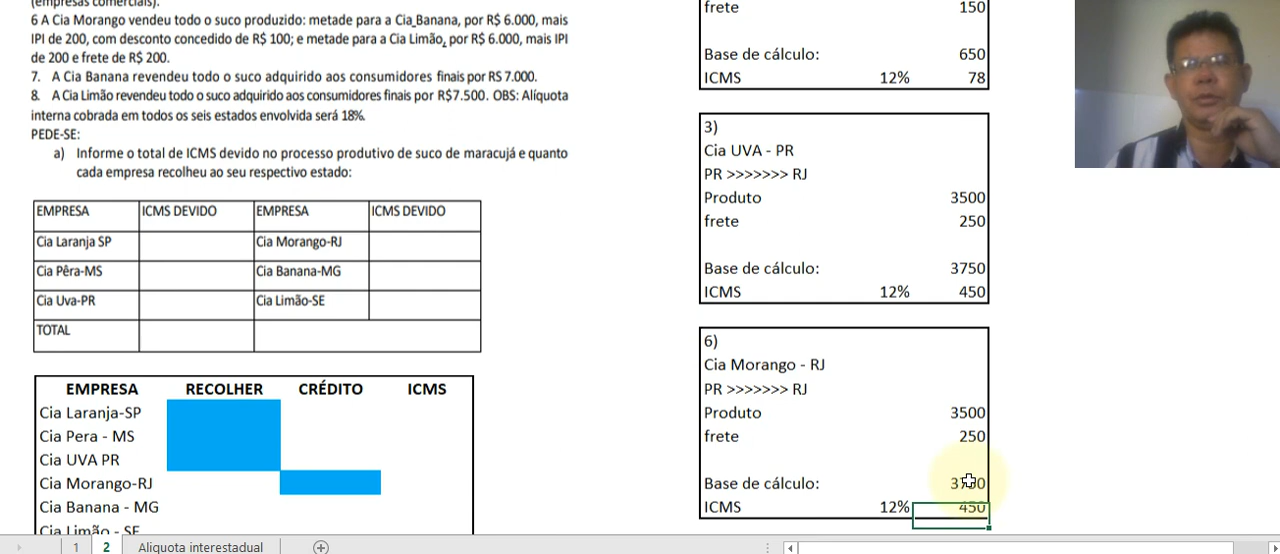 (empresas comerciais).
6 A Cia Morango vendeu todo o suco produzido: metade para a Cia Banana, por R$ 6.000, mais
IPI de 200, com desconto concedido de R$ 100; e metade para a Cia Limão, por R$ 6.000, mais IPI
de 200 e frete de R$ 200.
7. A Cia Banana revendeu todo o suco adquirido aos consumidores finais por RS 7.000.
8. A Cia Limão revendeu todo o suco adquirido aos consumidores finais por R$7.500. OBS: Alíquota
interna cobrada em todos os seis estados envolvida será 18%.
PEDE-SE:
a) Informe o total de ICMS devido no processo produtivo de suco de maracujá e quanto
cada empresa recolheu ao seu respectivo estado:
EMPRESA ICMS DEVIDO EMPRESA ICMS DEVIDO
Cia Laranja SP Cia Morango-RJ
Cia Pêra-MS Cia Banana-MG
Cia Uva-PR Cia Limão-SE
TOTAL
EMPRESA RECOLHER CRÉDITO ICMS
Cia Laranja-SP
Cia Pera - MS
Cia UVA PR
Cia Morango-RJ
Cia Banana - MG
Cia Limão - SE
frete 150
Base de cálculo: 650
ICMS 12% 78
3)
Cia UVA - PR
PR >>>>>>> RJ
Produto 3500
frete 250
Base de cálculo: 3750
ICMS 12% 450
6)
Cia Morango - RJ
PR >>>>>>> RJ
Produto 3500
frete 250
Base de cálculo: 3750
ICMS 12% 450
1 2 Aliquota interestadual